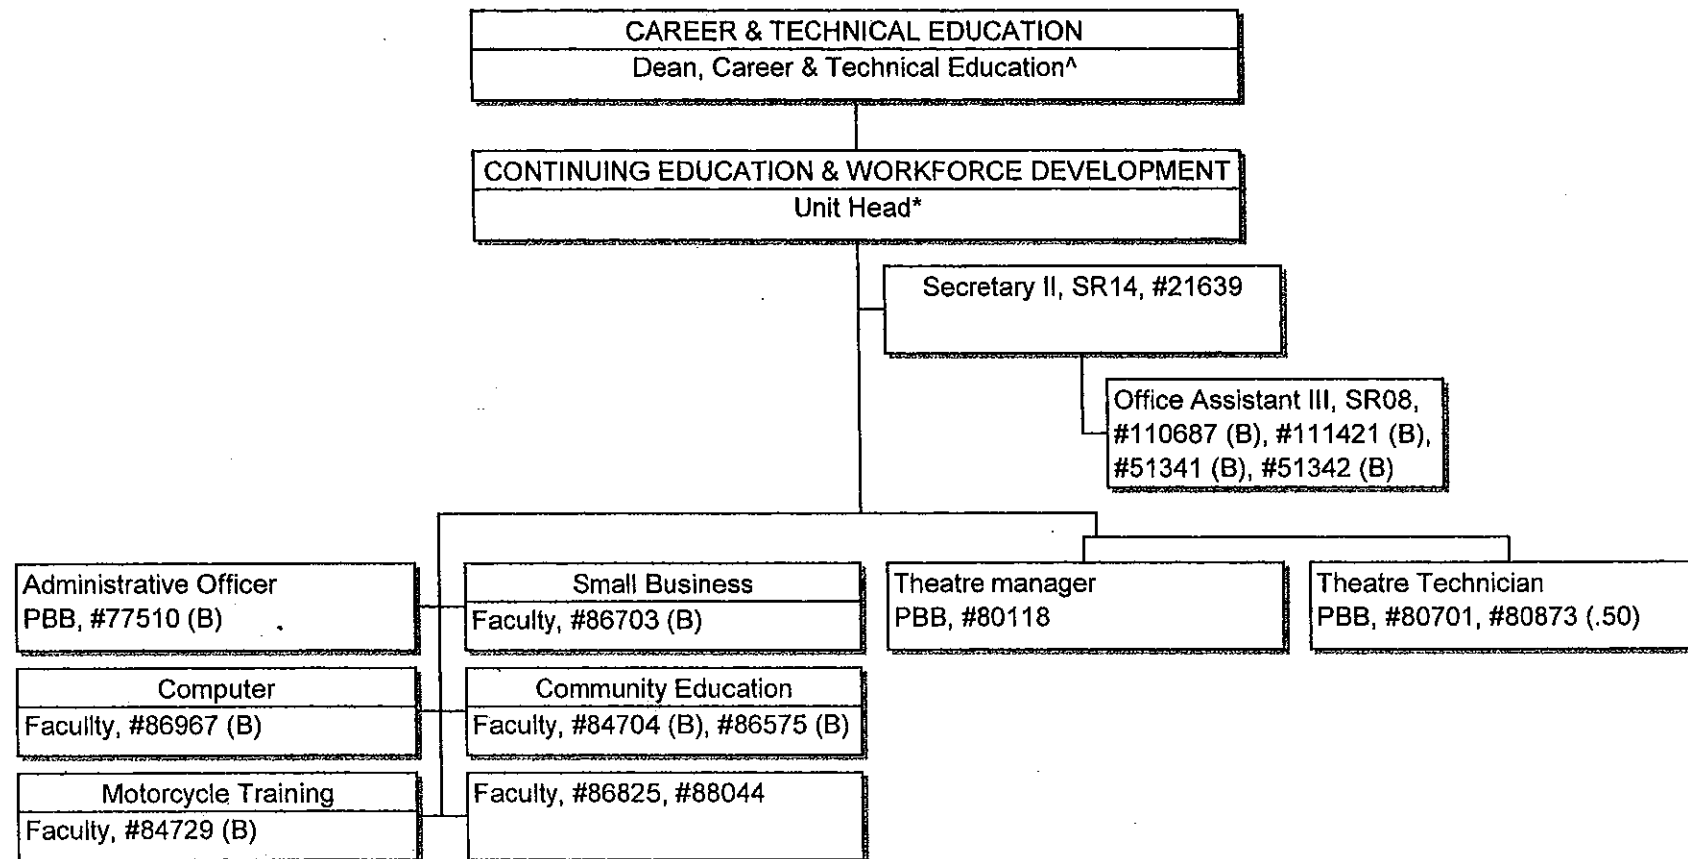 CAREER & TECHNICAL EDUCATION
Dean, Career & Technical Education^
CONTINUING EDUCATION & WORKFORCE DEVELOPMENT
Unit Head*
Secretary II, SR14, #21639
Office Assistant III, SR08,
#110687 (B), #111421 (B),
#51341 (B), #51342 (B)
Administrative Officer
PBB, #77510 (B)
Small Business
Faculty, #86703 (B)
Theatre manager
PBB, #80118
Theatre Technician
PBB, #80701, #80873 (.50)
Computer
Faculty, #86967 (B)
Community Education
Faculty, #84704 (B), #86575 (B)
Motorcycle Training
Faculty, #84729 (B)
Faculty, #86825, #88044